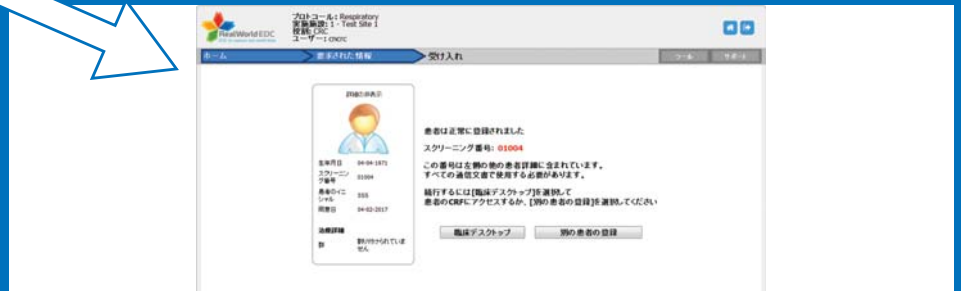 RealWorld EDC
プロトコール: Respiratory
実施施設: 1 - Test Site 1
役割: CRC
ユーザー: cncrc
ホーム
要求された情報
受け入れ
ツール
サポート
詳細の非表示
生年月日 04-04-1971
スクリーニング番号 01004
患者のイニシャル SSS
同意日 04-02-2017
治療詳細
群 割り付けられていません
患者は正常に登録されました
スクリーニング番号: 01004
この番号は左側の他の患者詳細に含まれています。
すべての通信文書で使用する必要があります。
続行するには[臨床デスクトップ]を選択して
患者のCRFにアクセスするか、[別の患者の登録]を選択してください
臨床デスクトップ
別の患者の登録